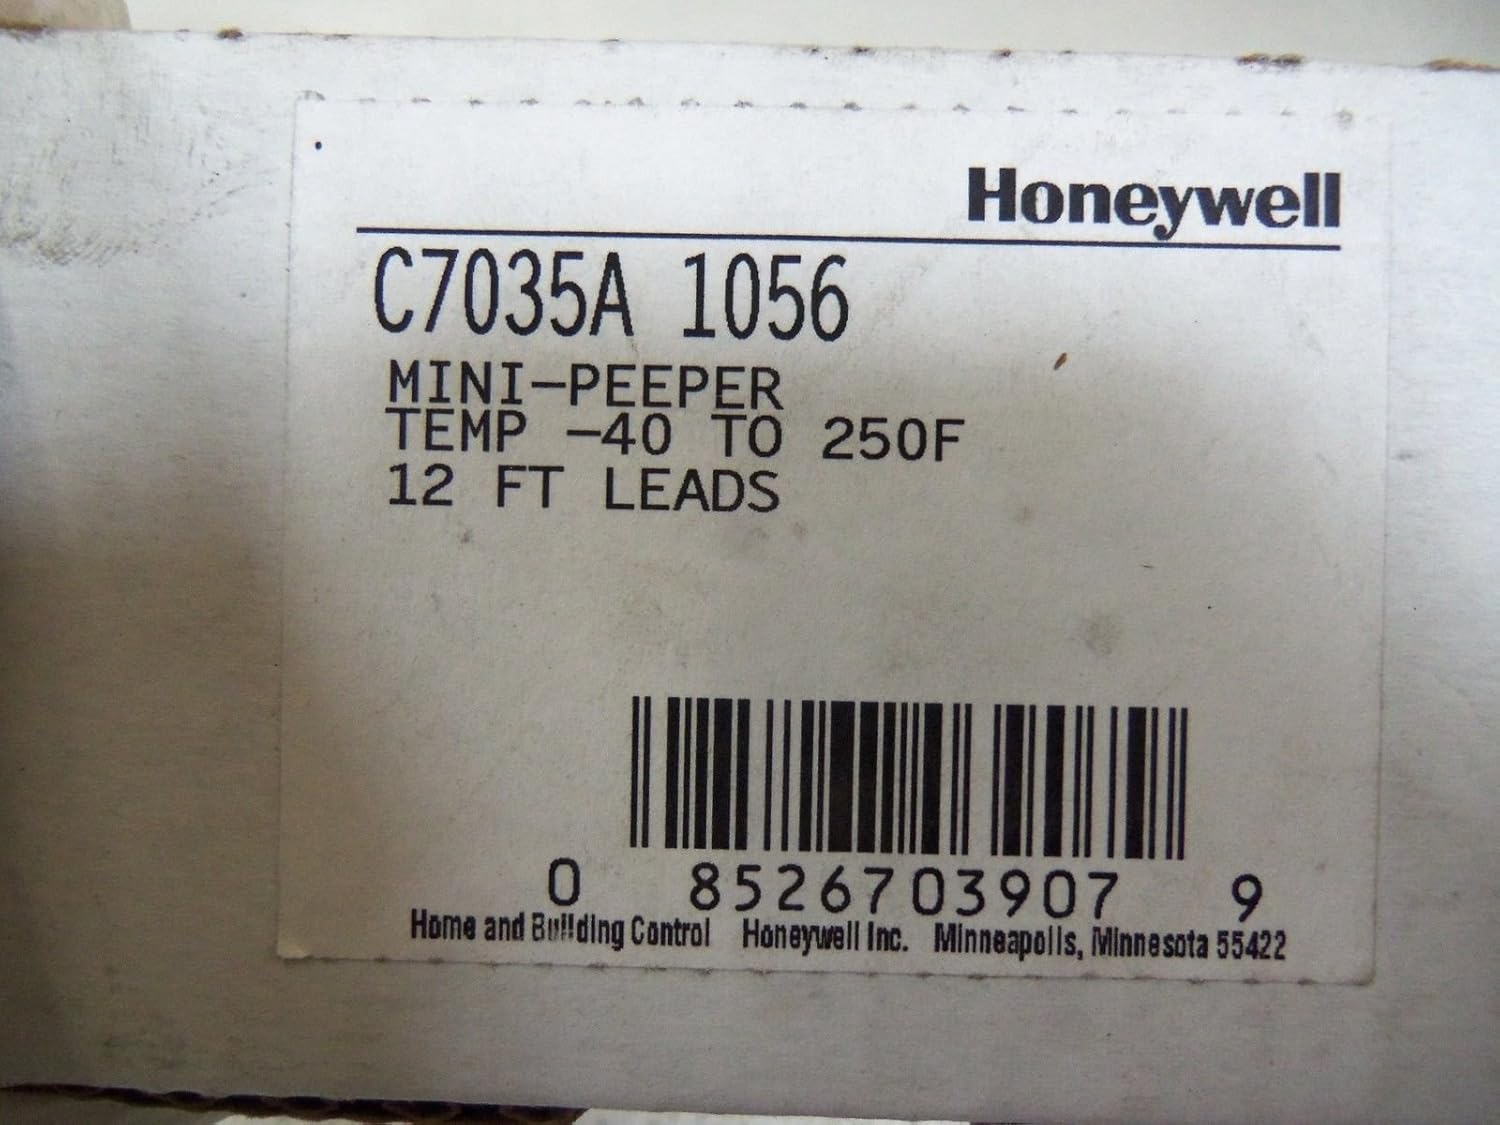 Honeywell
C7035A 1056
MINI-PEEPER
TEMP -40 TO 250F
12 FT LEADS
0 8526703907 9
Home and Building Control Honeywell Inc. Minneapolis, Minnesota 55422